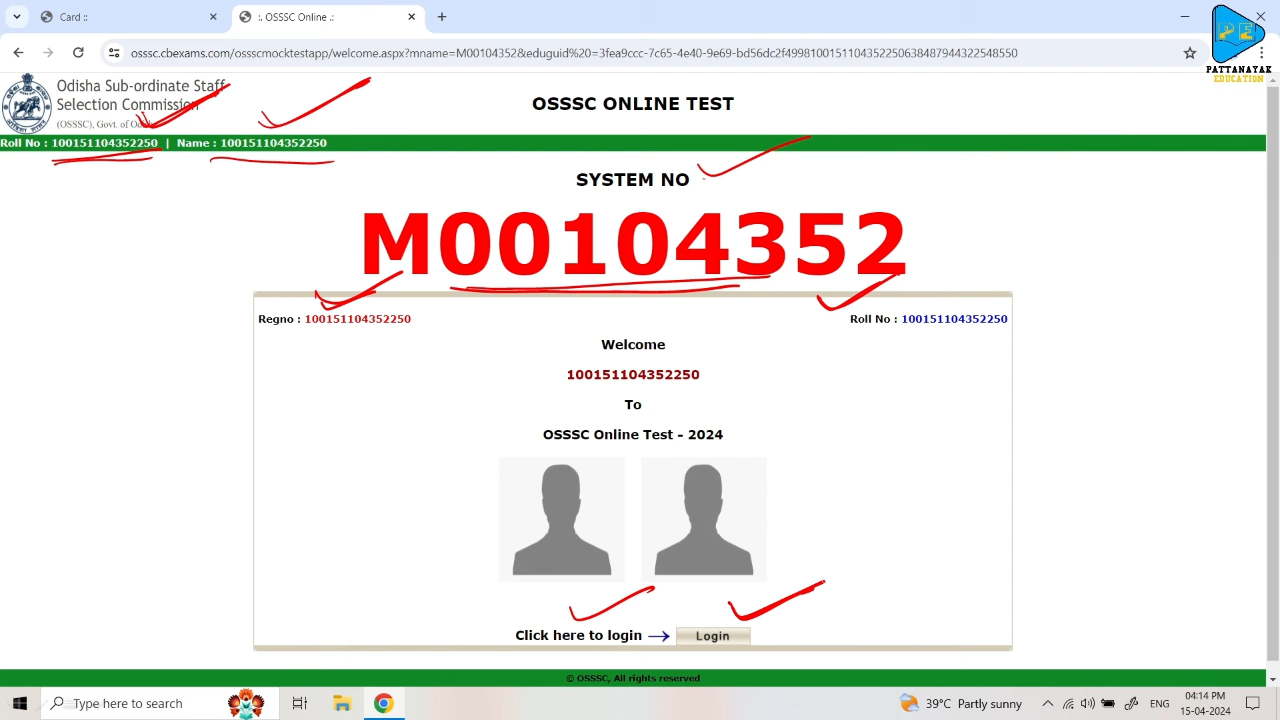 Card ::
:. OSSSC Online .:
osssc.cbexams.com/ossscmocktestapp/welcome.aspx?mname=M00104352&eduniquid%20=3fea9ccc-7c65-4e40-9e69-bd56dc2f4998100151104352250638487944322548550
PE
PATTANAYAK
EDUCATION
Odisha Sub-ordinate Staff
Selection Commission
(OSSSC), Govt. of
OSSSC ONLINE TEST
Roll No : 100151104352250 | Name : 100151104352250
SYSTEM NO
M00104352
Regno : 100151104352250
Roll No : 100151104352250
Welcome
100151104352250
To
OSSSC Online Test - 2024
Click here to login
Login
© OSSSC, All rights reserved
Type here to search
39°C Partly sunny
ENG
04:14 PM
15-04-2024